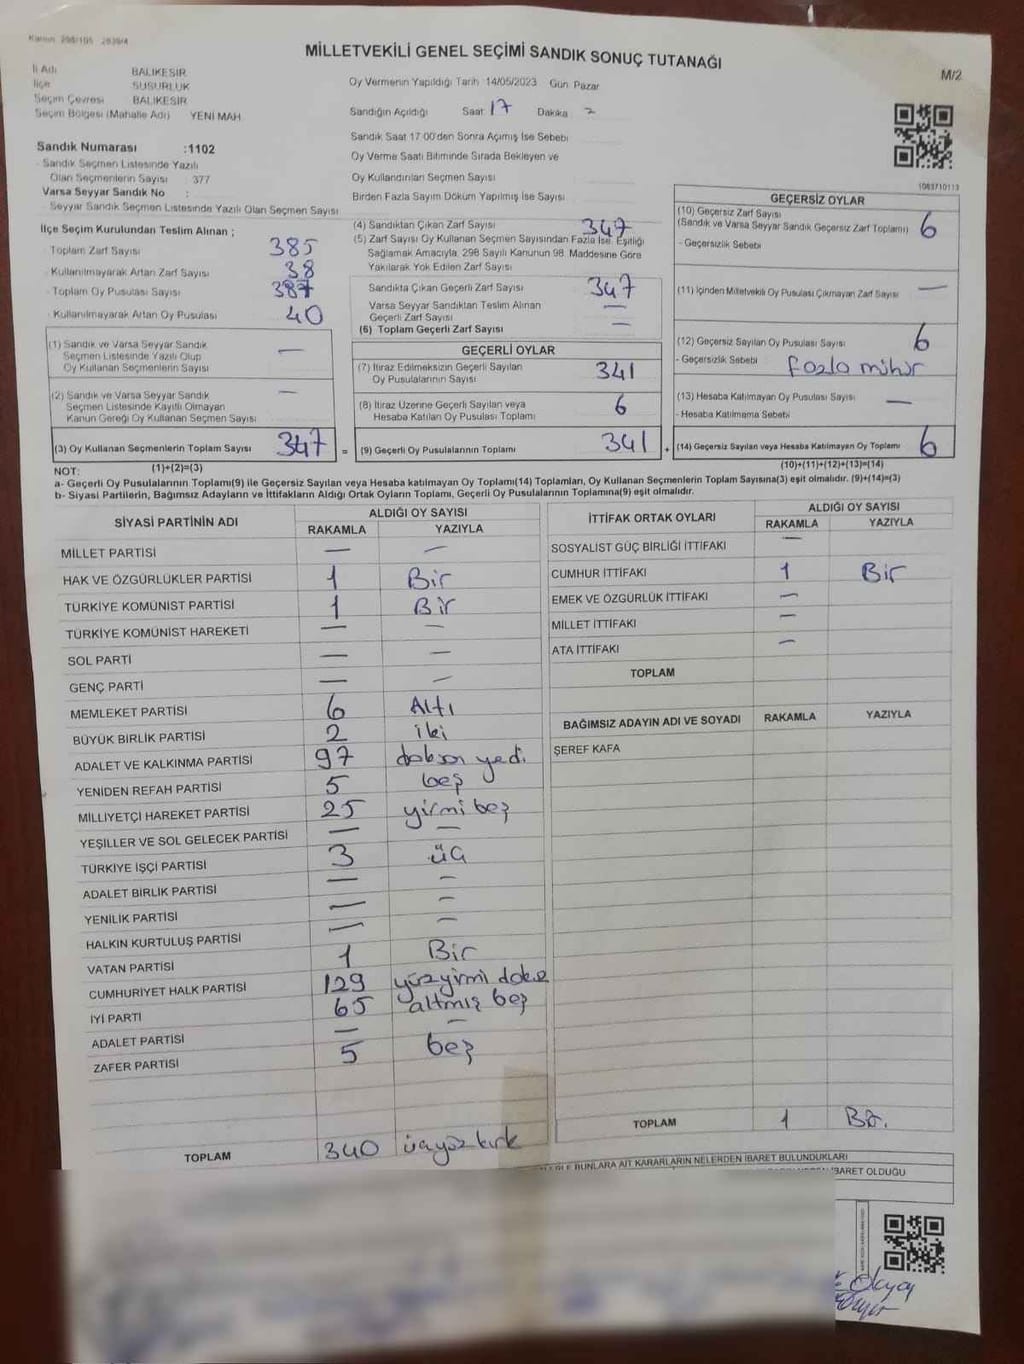 Kanun 298/105 2839/4
MİLLETVEKİLİ GENEL SEÇİMİ SANDIK SONUÇ TUTANAĞI
M/2
İl Adı BALIKESİR
İlçe SUSURLUK
Seçim Çevresi BALIKESİR
Seçim Bölgesi (Mahalle Adı) YENİ MAH.
Oy Vermenin Yapıldığı Tarih 14/05/2023 Gün Pazar
Sandığın Açıldığı Saat 17 Dakika
Sandık Saat 17 00'den Sonra Açımış İse Sebebi
Oy Verme Saati Bitiminde Sırada Bekleyen ve
Oy Kullandırılan Seçmen Sayısı
Birden Fazla Sayım Döküm Yapılmış İse Sayısı
Sandık Numarası :1102
- Sandık Seçmen Listesinde Yazılı
Olan Seçmenlerin Sayısı : 377
Varsa Seyyar Sandık No :
- Seyyar Sandık Seçmen Listesinde Yazılı Olan Seçmen Sayısı
İlçe Seçim Kurulundan Teslim Alınan ;
- Toplam Zarf Sayısı 385
- Kullanılmayarak Artan Zarf Sayısı 38
- Toplam Oy Pusulası Sayısı 387
- Kullanılmayarak Artan Oy Pusulası 40
(1) Sandık ve Varsa Seyyar Sandık
Seçmen Listesinde Yazılı Olup
Oy Kullanan Seçmenlerin Sayısı —
(2) Sandık ve Varsa Seyyar Sandık
Seçmen Listesinde Kayıtlı Olmayan
Kanun Gereği Oy Kullanan Seçmen Sayısı —
(3) Oy Kullanan Seçmenlerin Toplam Sayısı 347 =
(4) Sandıktan Çıkan Zarf Sayısı 347
(5) Zarf Sayısı Oy Kullanan Seçmen Sayısından Fazla İse, Eşitliği
Sağlamak Amacıyla, 298 Sayılı Kanunun 98. Maddesine Göre
Yakılarak Yok Edilen Zarf Sayısı
Sandıkta Çıkan Geçerli Zarf Sayısı 347
Varsa Seyyar Sandıktan Teslim Alınan
Geçerli Zarf Sayısı —
(6) Toplam Geçerli Zarf Sayısı —
GEÇERLİ OYLAR
(7) İtiraz Edilmeksizin Geçerli Sayılan
Oy Pusulalarının Sayısı 341
(8) İtiraz Üzerine Geçerli Sayılan veya
Hesaba Katılan Oy Pusulası Toplamı 6
(9) Geçerli Oy Pusulalarının Toplamı 341 +
1083710113
GEÇERSİZ OYLAR
(10) Geçersiz Zarf Sayısı
(Sandık ve Varsa Seyyar Sandık Geçersiz Zarf Toplamı) 6
- Geçersizlik Sebebi
(11) İçinden Milletvekili Oy Pusulası Çıkmayan Zarf Sayısı —
(12) Geçersiz Sayılan Oy Pusulası Sayısı 6
- Geçersizlik Sebebi fazla mühür
(13) Hesaba Katılmayan Oy Pusulası Sayısı —
- Hesaba Katılmama Sebebi
(14) Geçersiz Sayılan veya Hesaba Katılmayan Oy Toplamı 6
NOT: (1)+(2)=(3) (10)+(11)+(12)+(13)=(14)
a- Geçerli Oy Pusulalarının Toplamı(9) ile Geçersiz Sayılan veya Hesaba katılmayan Oy Toplamı(14) Toplamları, Oy Kullanan Seçmenlerin Toplam Sayısına(3) eşit olmalıdır. (9)+(14)=(3)
b- Siyasi Partilerin, Bağımsız Adayların ve İttifakların Aldığı Ortak Oyların Toplamı, Geçerli Oy Pusulalarının Toplamına(9) eşit olmalıdır.
SİYASİ PARTİNİN ADI ALDIĞI OY SAYISI
RAKAMLA YAZIYLA
MİLLET PARTİSİ — —
HAK VE ÖZGÜRLÜKLER PARTİSİ 1 Bir
TÜRKİYE KOMÜNİST PARTİSİ 1 Bir
TÜRKİYE KOMÜNİST HAREKETİ — —
SOL PARTİ — —
GENÇ PARTİ — —
MEMLEKET PARTİSİ 6 Altı
BÜYÜK BİRLİK PARTİSİ 2 iki
ADALET VE KALKINMA PARTİSİ 97 doksan yedi
YENİDEN REFAH PARTİSİ 5 beş
MİLLİYETÇİ HAREKET PARTİSİ 25 yirmi beş
YEŞİLLER VE SOL GELECEK PARTİSİ — —
TÜRKİYE İŞÇİ PARTİSİ 3 üç
ADALET BİRLİK PARTİSİ — —
YENİLİK PARTİSİ — —
HALKIN KURTULUŞ PARTİSİ — —
VATAN PARTİSİ 1 Bir
CUMHURİYET HALK PARTİSİ 129 yüzyirmi dokuz
İYİ PARTİ 65 altmış beş
ADALET PARTİSİ — —
ZAFER PARTİSİ 5 beş
TOPLAM 340 üçyüz kırk
İTTİFAK ORTAK OYLARI ALDIĞI OY SAYISI
RAKAMLA YAZIYLA
SOSYALİST GÜÇ BİRLİĞİ İTTİFAKI —
CUMHUR İTTİFAKI 1 Bir
EMEK VE ÖZGÜRLÜK İTTİFAKI —
MİLLET İTTİFAKI —
ATA İTTİFAKI —
TOPLAM
BAĞIMSIZ ADAYIN ADI VE SOYADI RAKAMLA YAZIYLA
ŞEREF KAFA
TOPLAM 1 Bir.
BUNLARA AİT KARARLARIN NELERDEN İBARET BULUNDUKLARI
İBARET OLDUĞU
Okyay